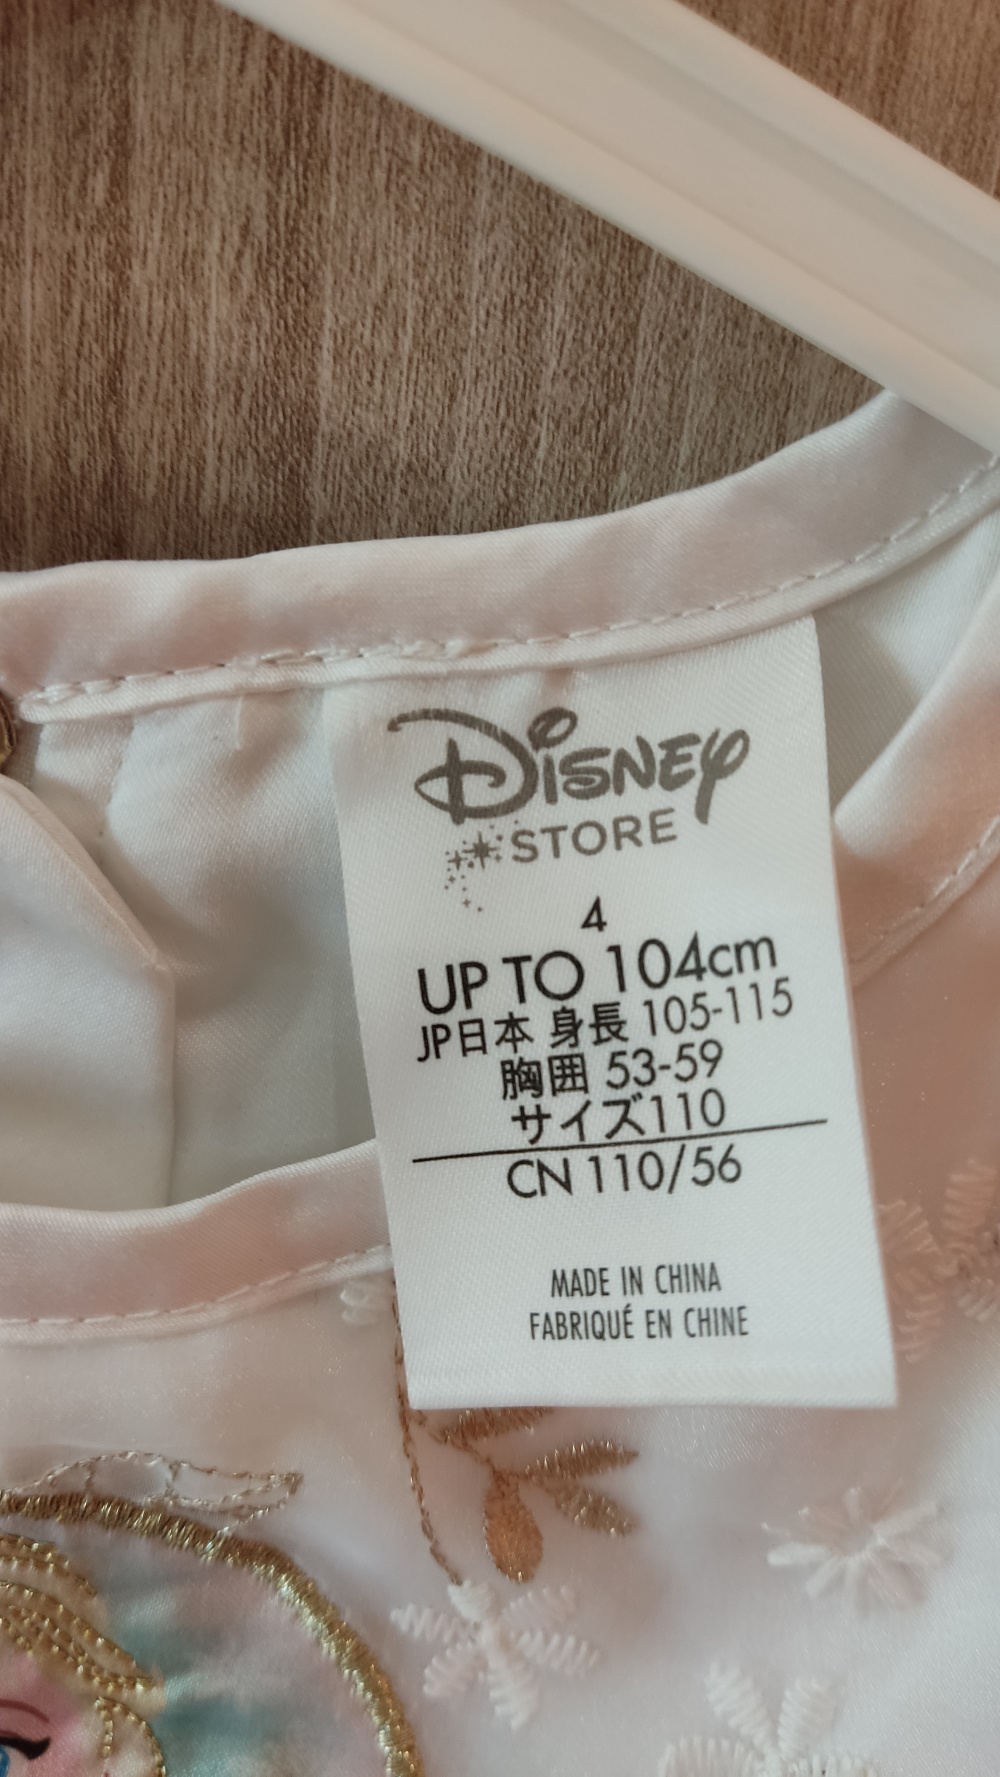 DISNEY
STORE
4
UP TO 104cm
JP日本 身長 105-115
胸囲 53-59
サイズ110
CN 110/56
MADE IN CHINA
FABRIQUÉ EN CHINE